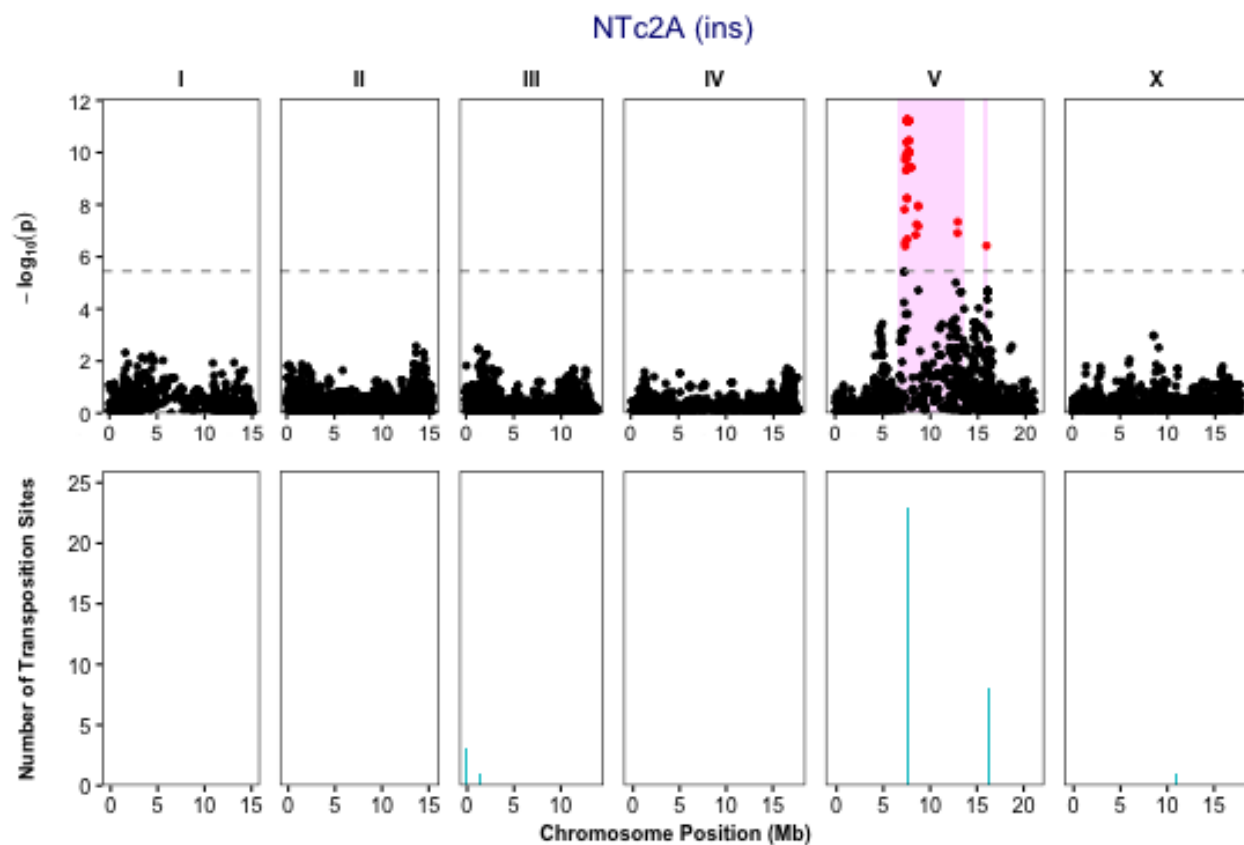 NTc2A (ins)
I II III IV V X
12
10
8
6
4
2
0
− log10(p)
0 5 10 15 0 5 10 15 0 5 10 0 5 10 15 0 5 10 15 20 0 5 10 15
25
20
15
10
5
0
Number of Transposition Sites
0 5 10 15 0 5 10 15 0 5 10 0 5 10 15 0 5 10 15 20 0 5 10 15
Chromosome Position (Mb)